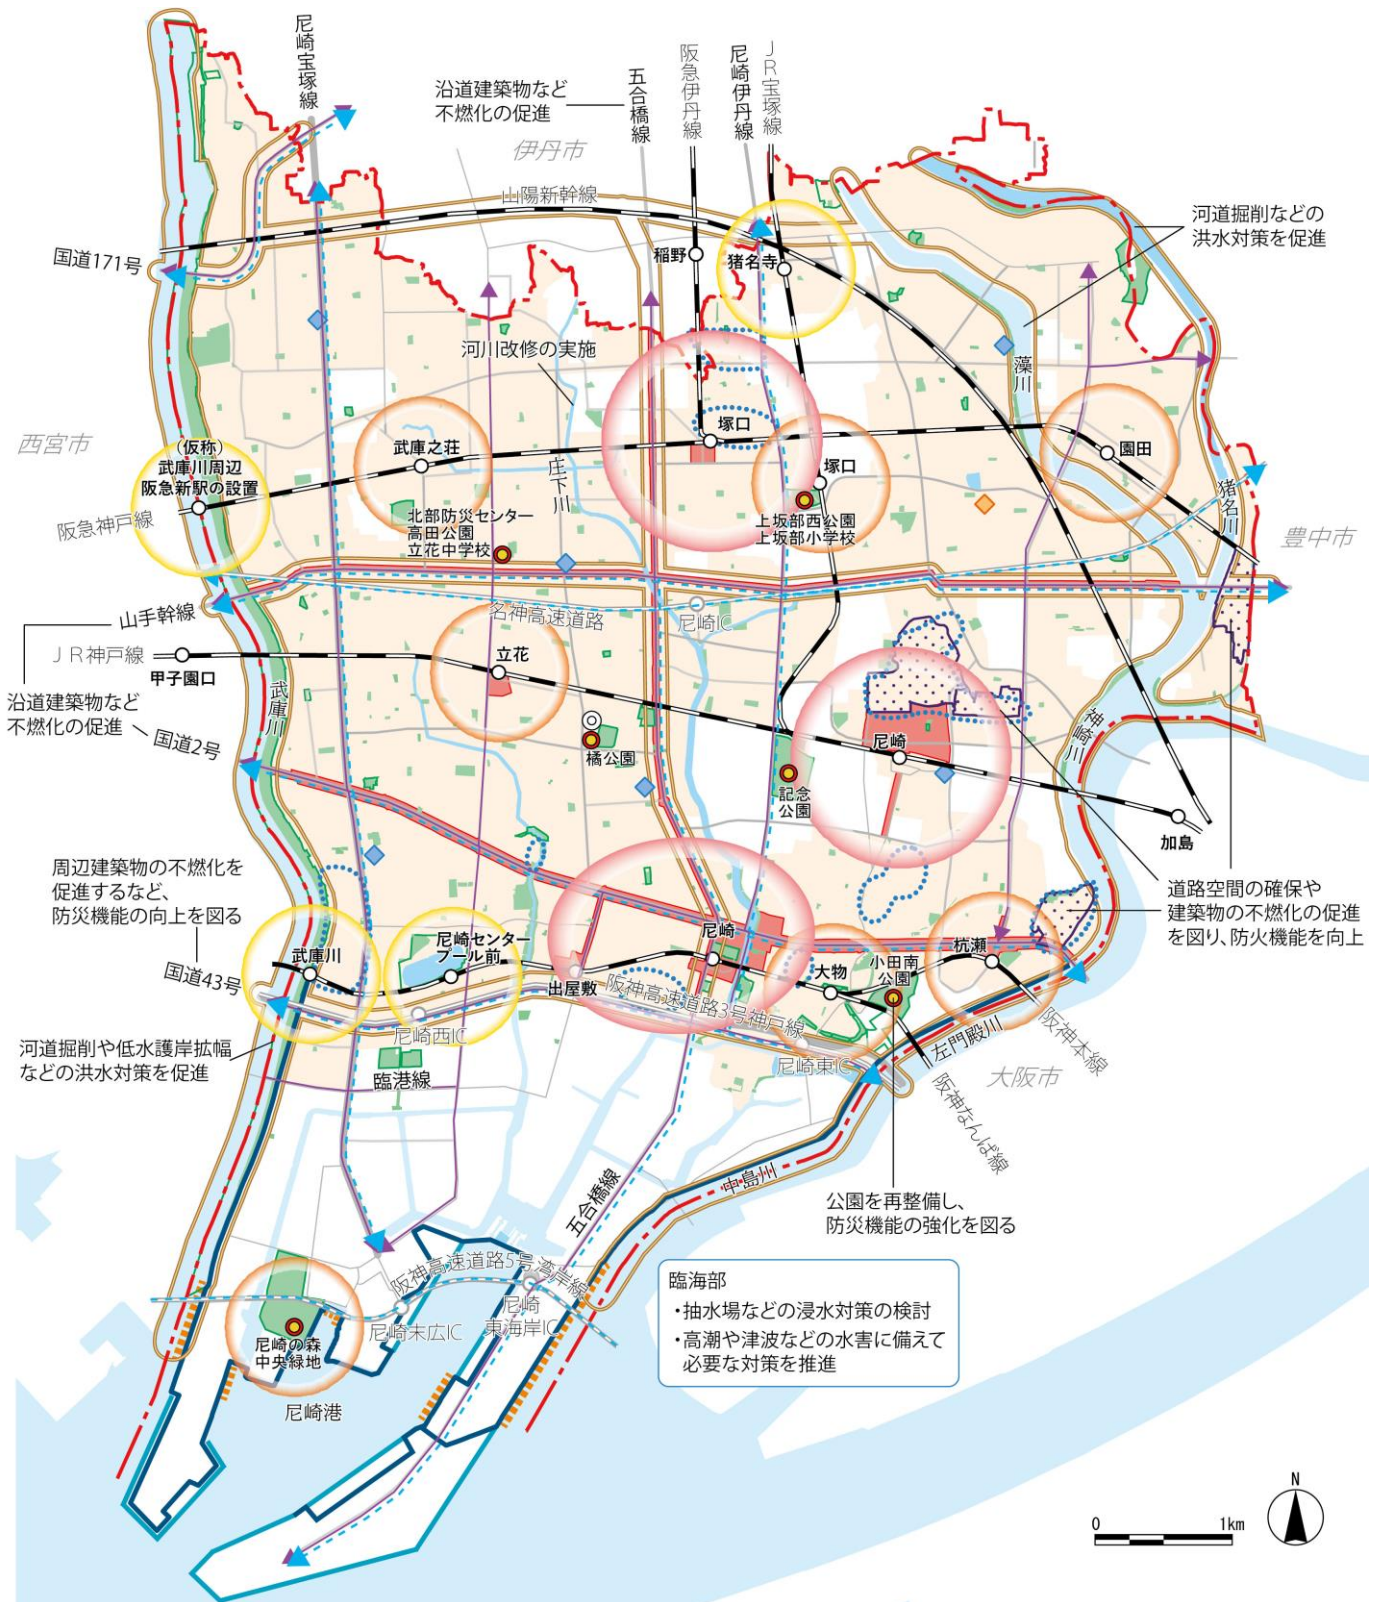 尼崎宝塚線
沿道建築物など
不燃化の促進
五合橋線
阪急伊丹線
尼崎伊丹線
JR宝塚線
伊丹市
山陽新幹線
国道171号
稲野
猪名寺
河道掘削などの
洪水対策を促進
河川改修の実施
藻川
西宮市
(仮称)
武庫川周辺
阪急新駅の設置
武庫之荘
塚口
塚口
園田
阪急神戸線
庄下川
北部防災センター
高田公園
立花中学校
上坂部西公園
上坂部小学校
猪名川
豊中市
山手幹線
名神高速道路
尼崎IC
JR神戸線
甲子園口
立花
沿道建築物など
不燃化の促進
国道2号
武庫川
橘公園
尼崎
記念
公園
神崎川
加島
周辺建築物の不燃化を
促進するなど、
防災機能の向上を図る
道路空間の確保や
建築物の不燃化の促進
を図り、防火機能を向上
国道43号
武庫川
尼崎センター
プール前
出屋敷
尼崎
大物
小田南
公園
杭瀬
阪神高速道路3号神戸線
尼崎西IC
尼崎東IC
左門殿川
阪神本線
大阪市
阪神なんば線
河道掘削や低水護岸拡幅
などの洪水対策を促進
臨港線
五合橋線
中島州
公園を再整備し、
防災機能の強化を図る
阪神高速道路5号湾岸線
尼崎
東海岸IC
尼崎末広IC
尼崎の森
中央緑地
尼崎港
臨海部
・抽水場などの浸水対策の検討
・高潮や津波などの水害に備えて
必要な対策を推進
N
0 1km